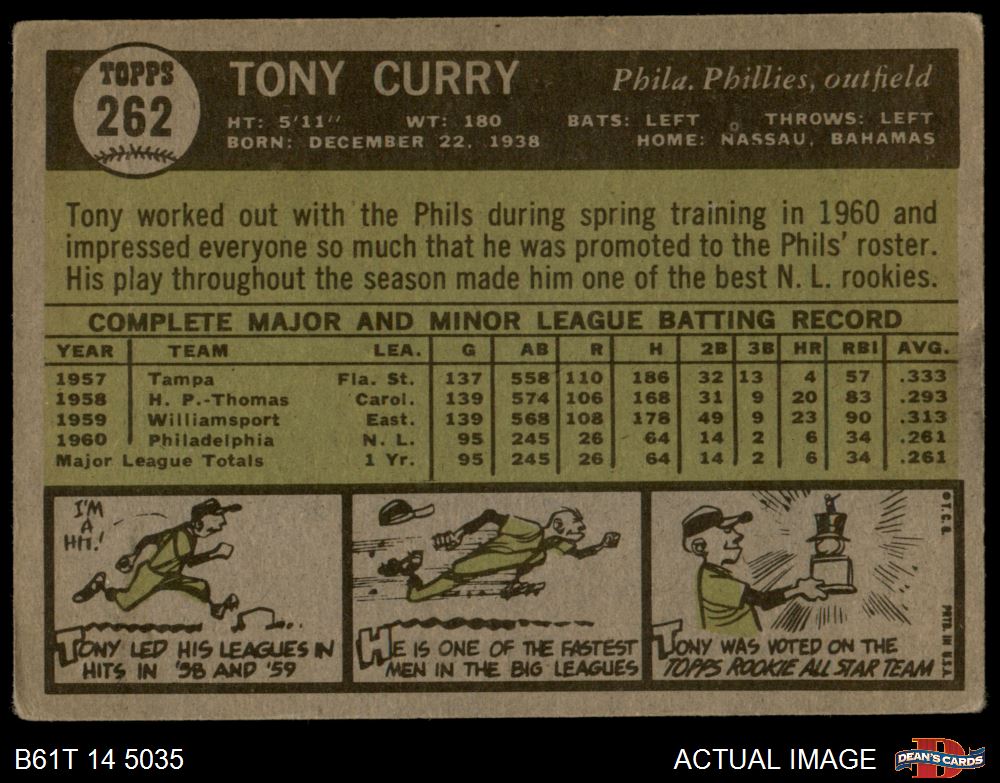 TOPPS
262
TONY CURRY
Phila. Phillies, outfield
HT: 5'11" WT: 180 BATS: LEFT THROWS: LEFT
BORN: DECEMBER 22, 1938 HOME: NASSAU, BAHAMAS
Tony worked out with the Phils during spring training in 1960 and
impressed everyone so much that he was promoted to the Phils' roster.
His play throughout the season made him one of the best N. L. rookies.
COMPLETE MAJOR AND MINOR LEAGUE BATTING RECORD
YEAR TEAM LEA. G AB R H 2B 3B HR RBI AVG.
1957 Tampa Fla. St. 137 558 110 186 32 13 4 57 .333
1958 H. P.-Thomas Carol. 139 574 106 168 31 9 20 83 .293
1959 Williamsport East. 139 568 108 178 49 9 23 90 .313
1960 Philadelphia N. L. 95 245 26 64 14 2 6 34 .261
Major League Totals 1 Yr. 95 245 26 64 14 2 6 34 .261
I'M
A
HIT!
TONY LED HIS LEAGUES IN
HITS IN '58 AND '59
HE IS ONE OF THE FASTEST
MEN IN THE BIG LEAGUES
TONY WAS VOTED ON THE
TOPPS ROOKIE ALL STAR TEAM
© T. C. G.
PRTD. IN U.S.A.
B61T 14 5035
ACTUAL IMAGE
DEAN'S CARDS